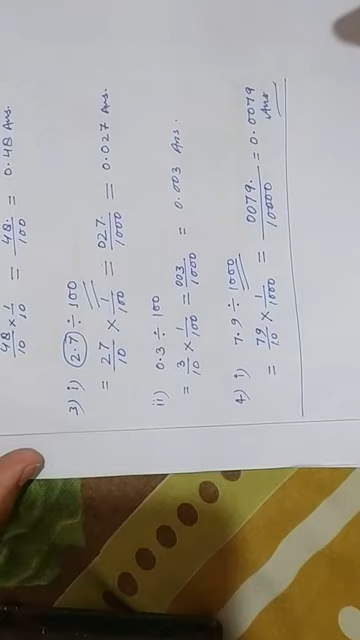 48/10 × 1/10 = 48/100 = 0.48 Ans.
3) i) 2.7 ÷ 100
= 27/10 × 1/100 = 027/1000 = 0.027 Ans.
ii) 0.3 ÷ 100
= 3/10 × 1/100 = 003/1000 = 0.003 Ans.
4) i) 7.9 ÷ 1000
= 79/10 × 1/1000 = 0079./10000 = 0.0079
Ans